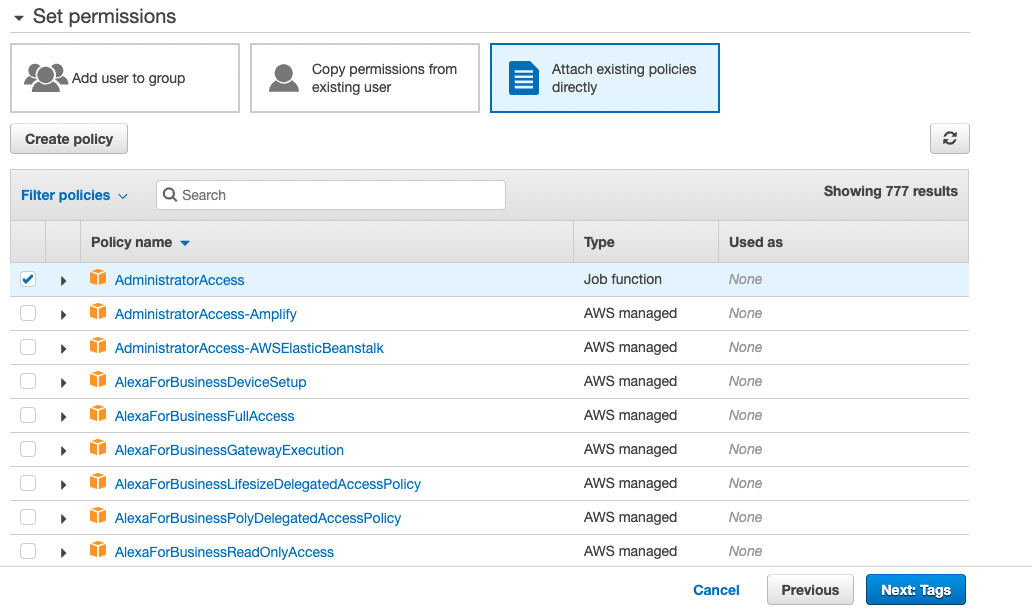 Set permissions
Add user to group
Copy permissions from
existing user
Attach existing policies
directly
Create policy
Filter policies
Search
Showing 777 results
Policy name Type Used as
AdministratorAccess Job function None
AdministratorAccess-Amplify AWS managed None
AdministratorAccess-AWSElasticBeanstalk AWS managed None
AlexaForBusinessDeviceSetup AWS managed None
AlexaForBusinessFullAccess AWS managed None
AlexaForBusinessGatewayExecution AWS managed None
AlexaForBusinessLifesizeDelegatedAccessPolicy AWS managed None
AlexaForBusinessPolyDelegatedAccessPolicy AWS managed None
AlexaForBusinessReadOnlyAccess AWS managed None
Cancel Previous Next: Tags